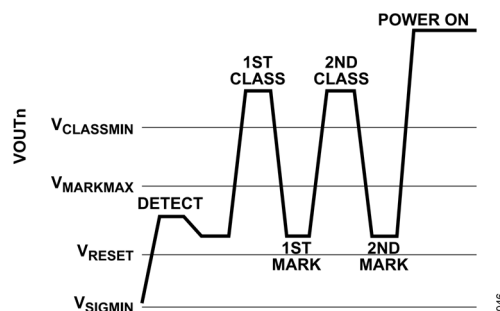 POWER ON
1ST
CLASS
2ND
CLASS
VOUTn
VCLASSMIN
VMARKMAX
DETECT
VRESET
1ST
MARK
2ND
MARK
VSIGMIN